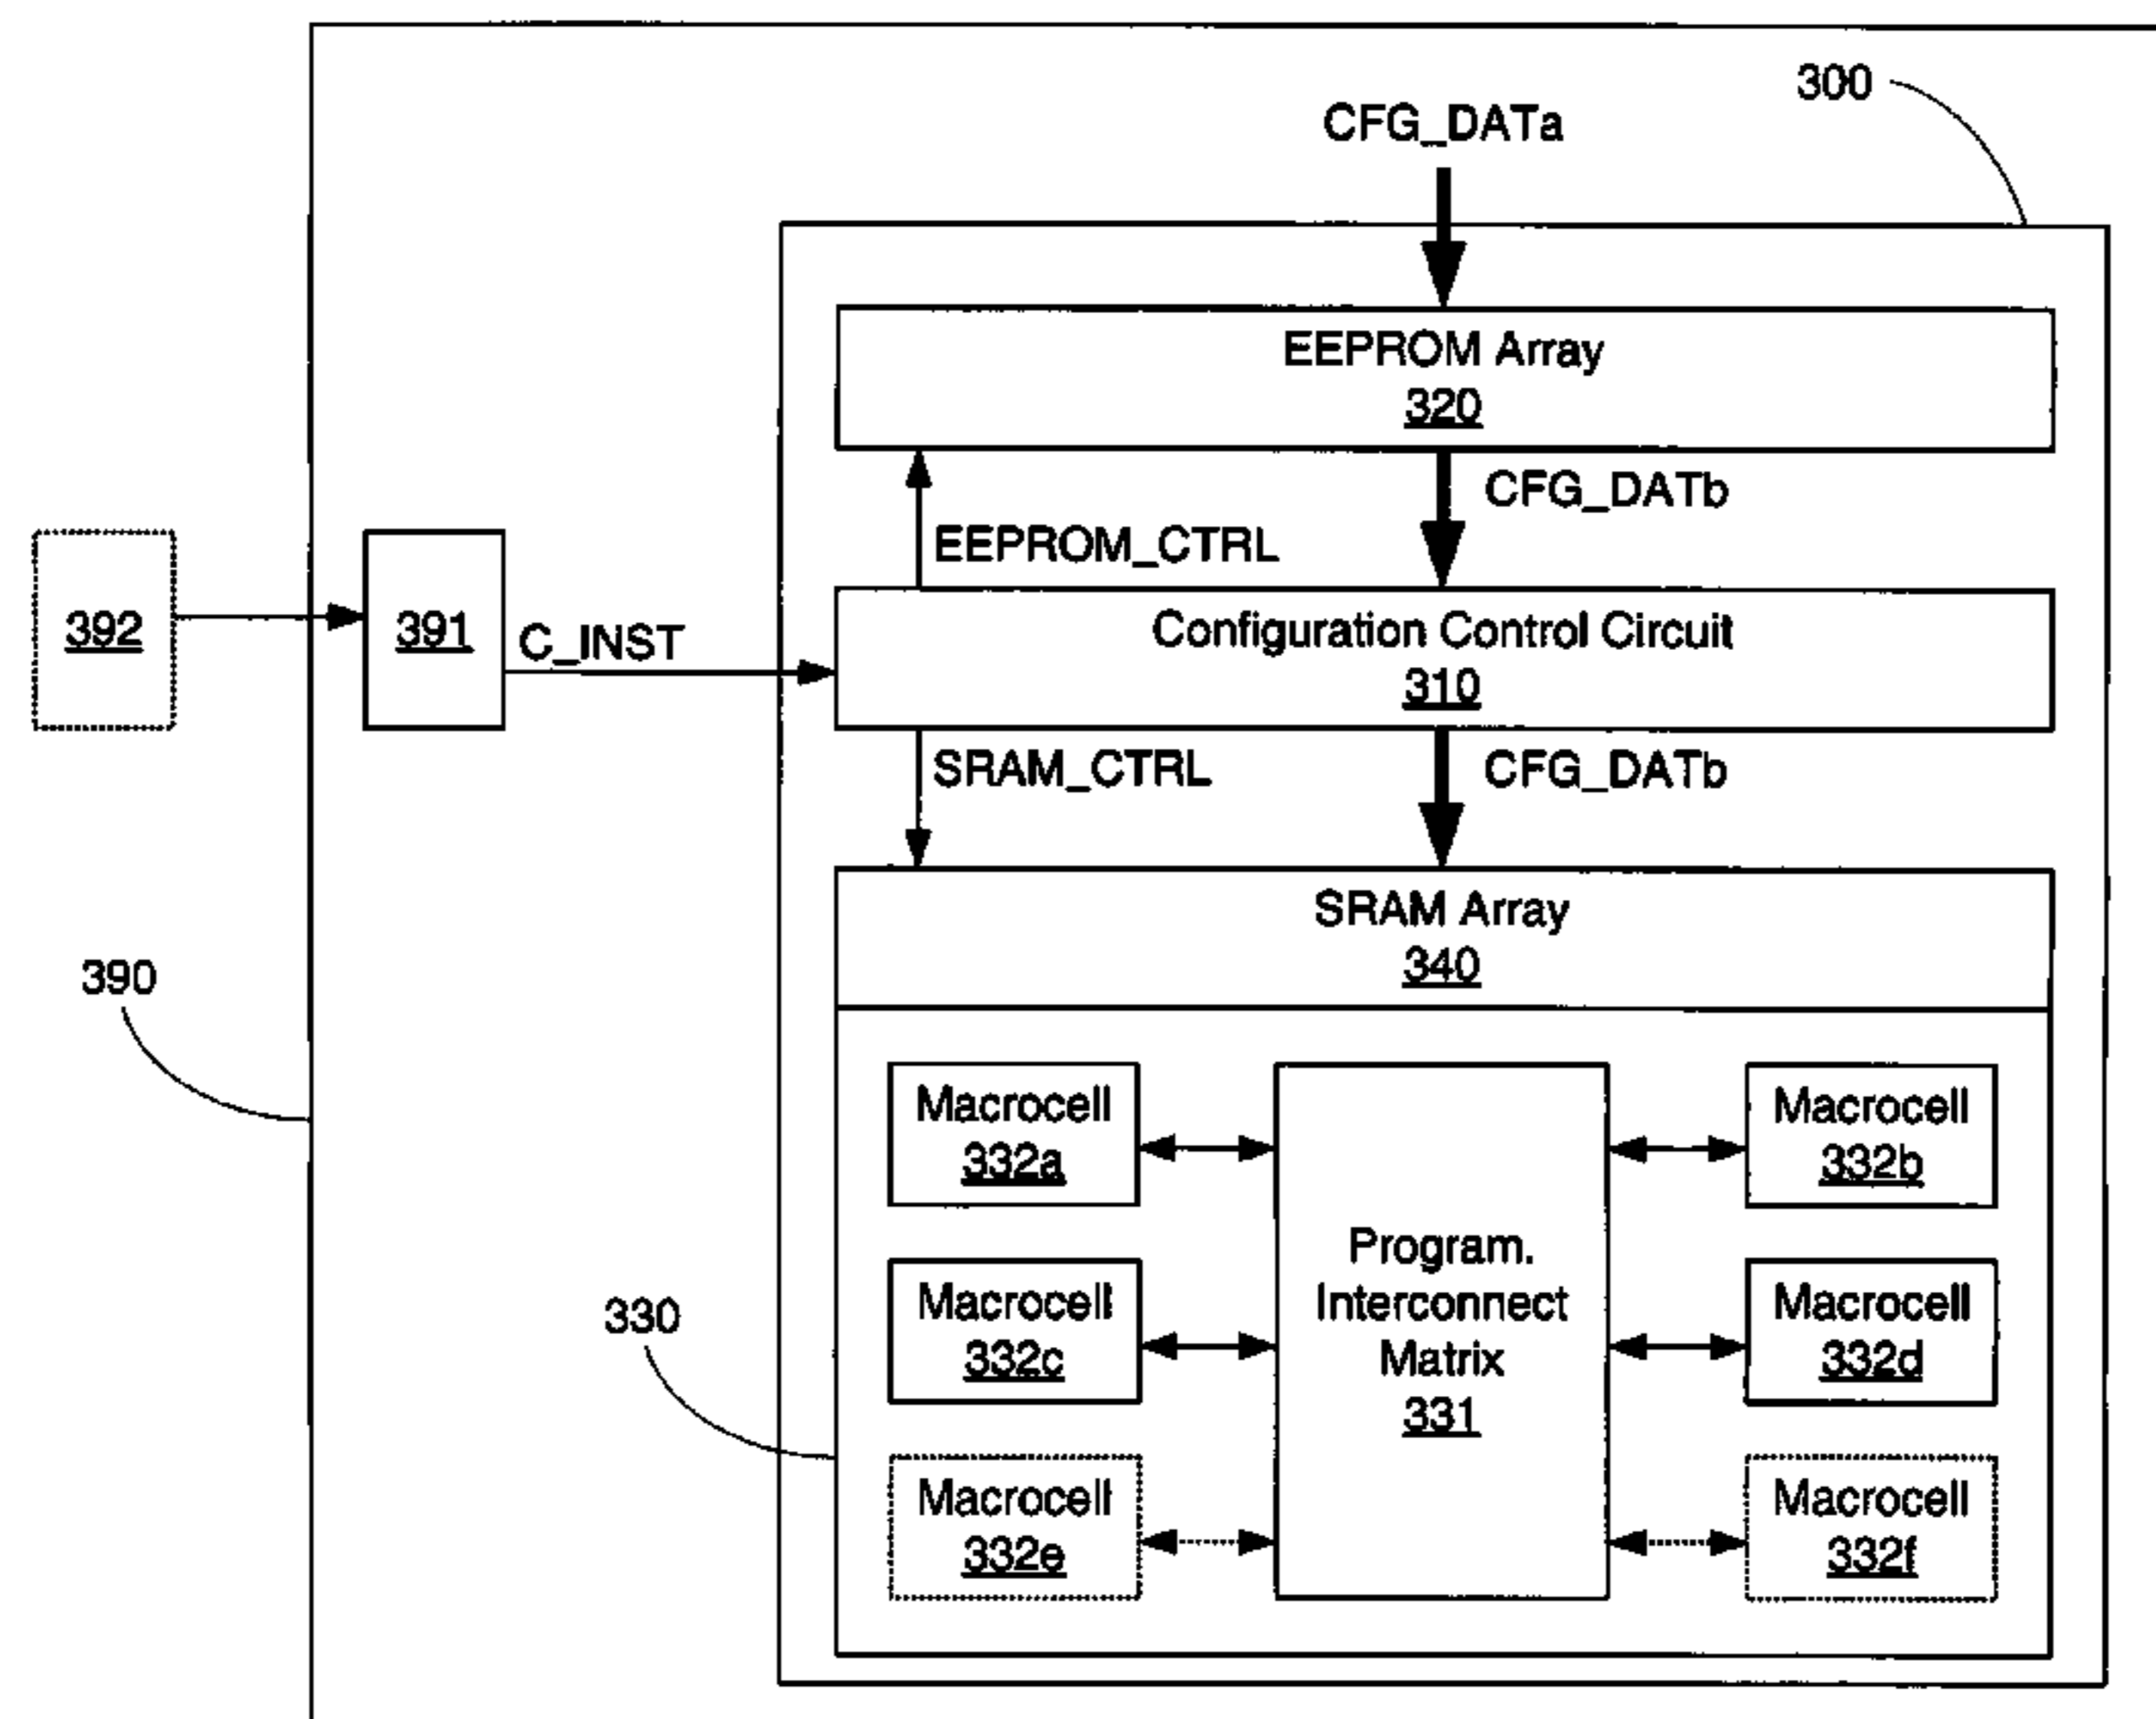 300
CFG_DATa
EEPROM Array
320
CFG_DATb
EEPROM_CTRL
392
391
C_INST
Configuration Control Circuit
310
SRAM_CTRL
CFG_DATb
SRAM Array
340
390
330
Macrocell
332a
Macrocell
332b
Macrocell
332c
Program.
Interconnect
Matrix
331
Macrocell
332d
Macrocell
332e
Macrocell
332f